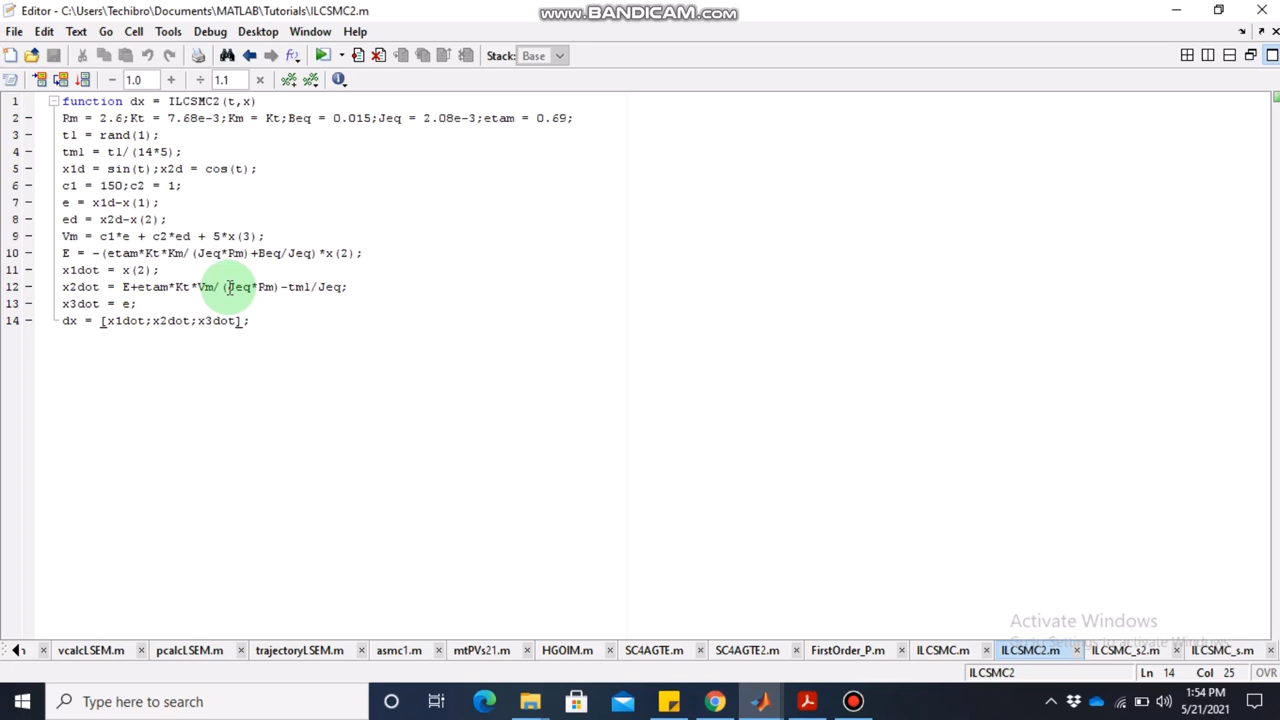 Editor - C:\Users\Techibro\Documents\MATLAB\Tutorials\ILCSMC2.m
www.BANDICAM.com
File Edit Text Go Cell Tools Debug Desktop Window Help
Stack: Base
1.0
1.1
1 function dx = ILCSMC2(t,x)
2 Rm = 2.6;Kt = 7.68e-3;Km = Kt;Beq = 0.015;Jeq = 2.08e-3;etam = 0.69;
3 tl = rand(1);
4 tml = tl/(14*5);
5 x1d = sin(t);x2d = cos(t);
6 c1 = 150;c2 = 1;
7 e = x1d-x(1);
8 ed = x2d-x(2);
9 Vm = c1*e + c2*ed + 5*x(3);
10 E = -(etam*Kt*Km/(Jeq*Rm)+Beq/Jeq)*x(2);
11 x1dot = x(2);
12 x2dot = E+etam*Kt*Vm/(Jeq*Rm)-tml/Jeq;
13 x3dot = e;
14 dx = [x1dot;x2dot;x3dot];
Activate Windows
Go to Settings to activate Windows.
n vcalcLSEM.m pcalcLSEM.m trajectoryLSEM.m asmc1.m mtPVs21.m HGOIM.m SC4AGTE.m SC4AGTE2.m FirstOrder_P.m ILCSMC.m ILCSMC2.m ILCSMC_s2.m ILCSMC_s.m
ILCSMC2 Ln 14 Col 25 OVR
Type here to search
1:54 PM
5/21/2021